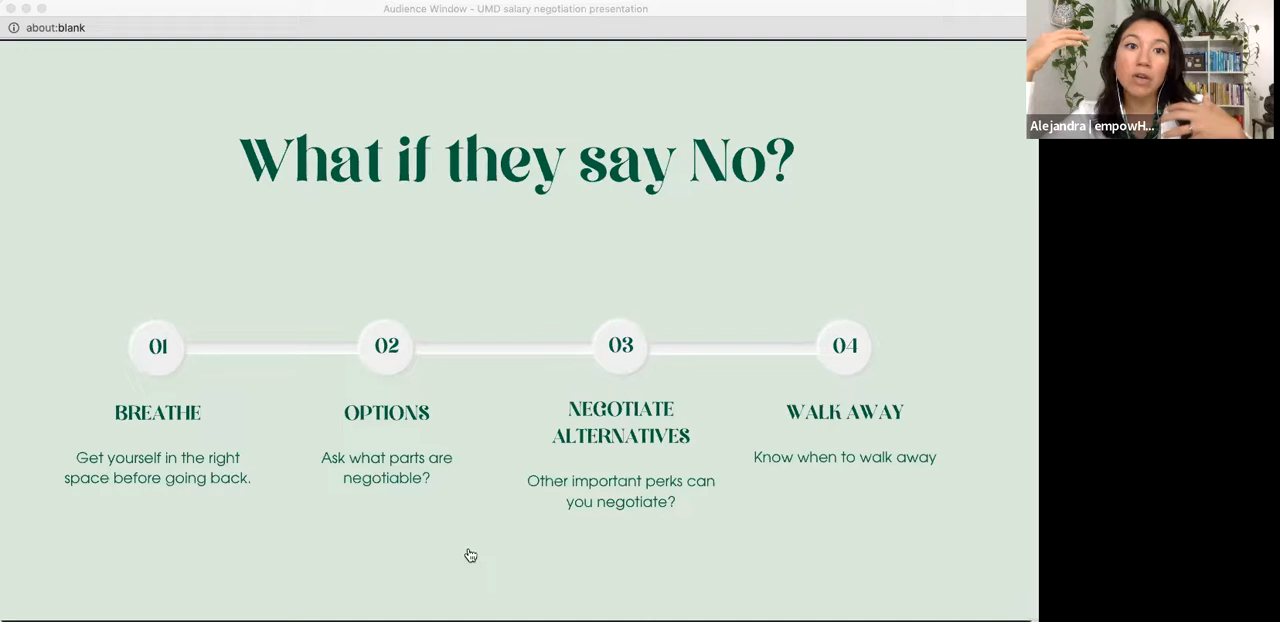 Audience Window - UMD salary negotiation presentation
about:blank
Alejandra | empowH...
What if they say No?
01
02
03
04
BREATHE
OPTIONS
NEGOTIATE
ALTERNATIVES
WALK AWAY
Get yourself in the right
space before going back.
Ask what parts are
negotiable?
Other important perks can
you negotiate?
Know when to walk away